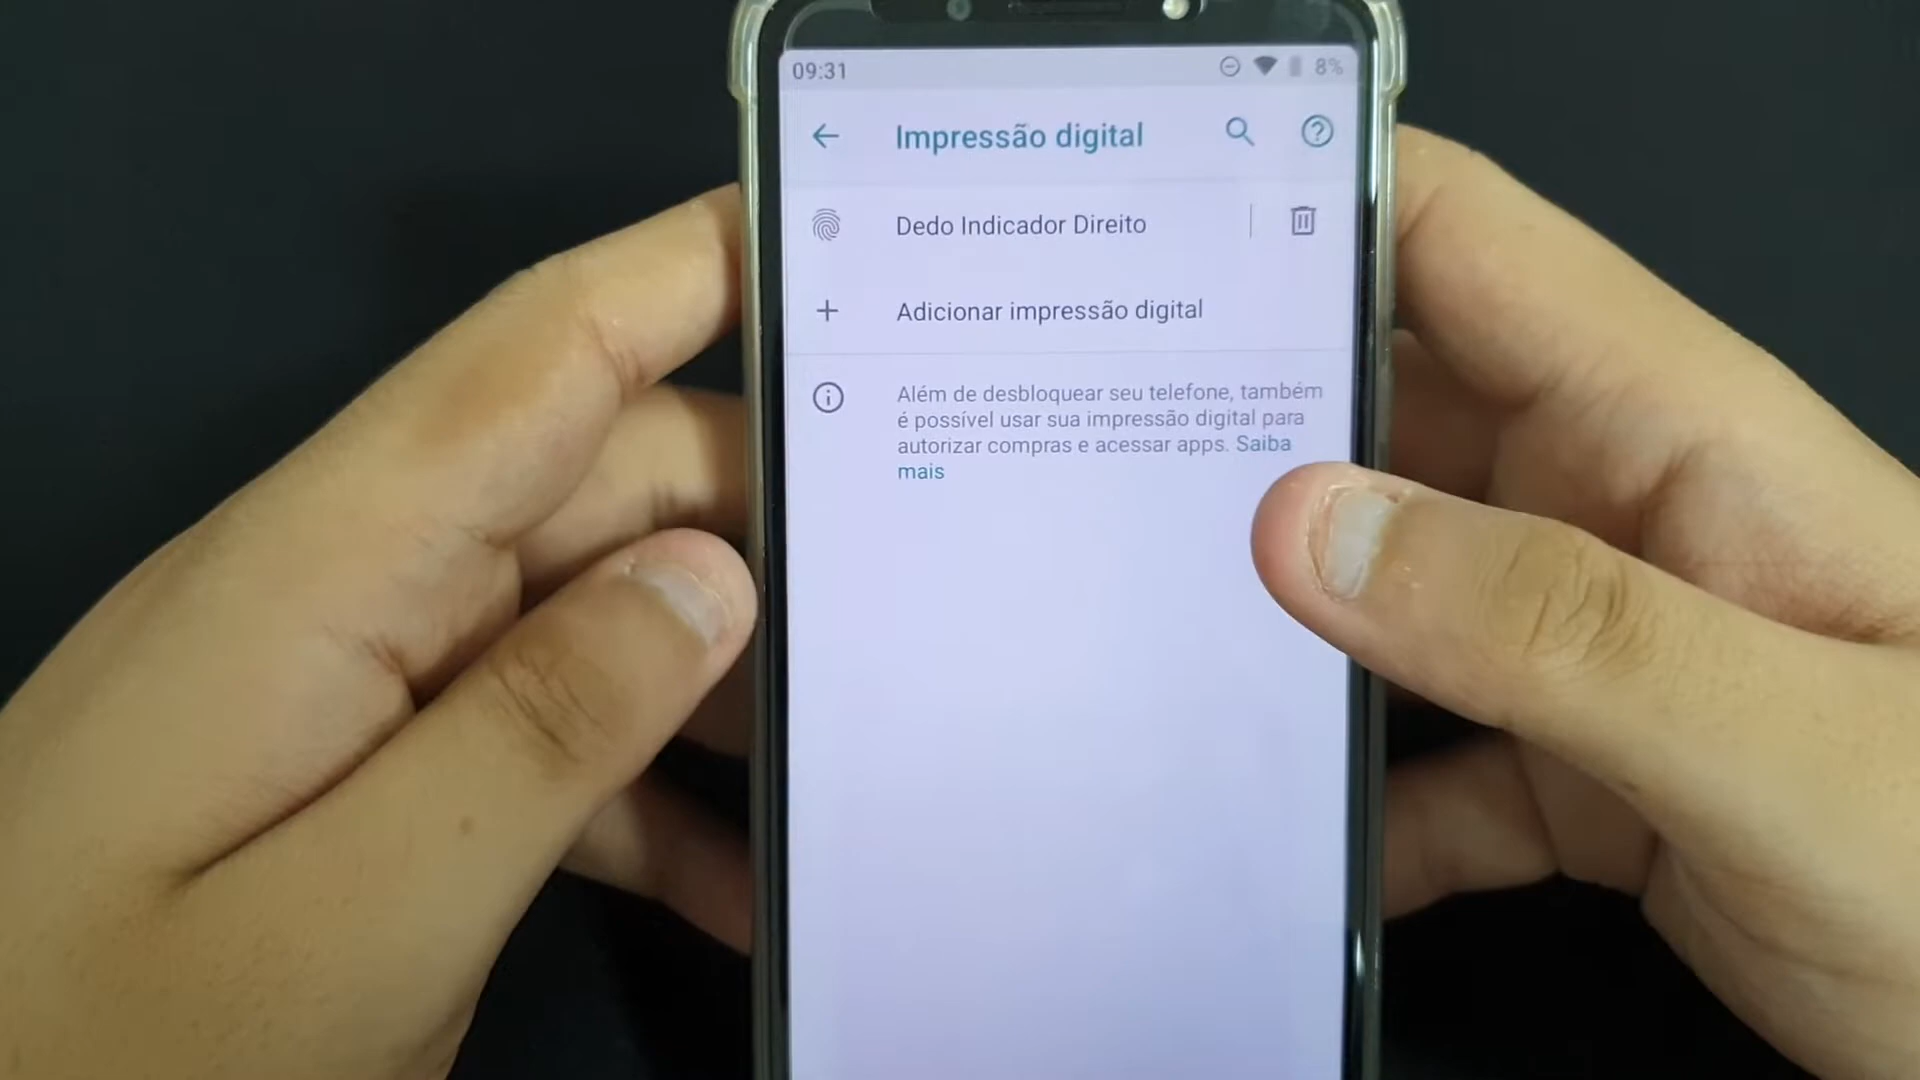 09:31
8%
Impressão digital
Dedo Indicador Direito
Adicionar impressão digital
Além de desbloquear seu telefone, também
é possível usar sua impressão digital para
autorizar compras e acessar apps. Saiba
mais